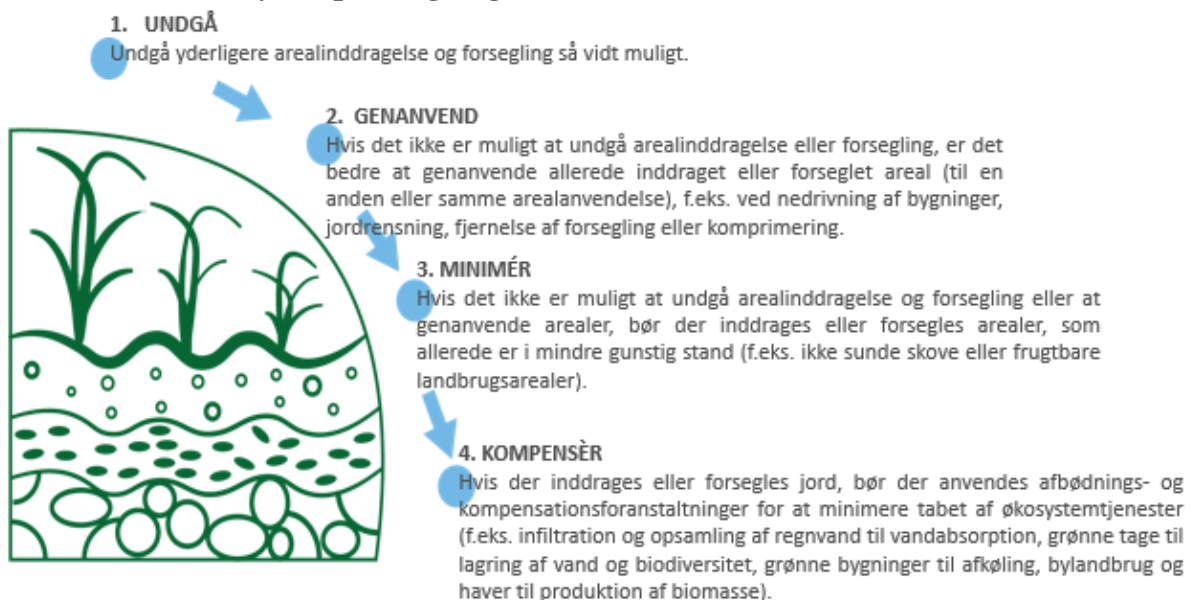 1. UNDGÅ
Undgå yderligere arealinddragelse og forsegling så vidt muligt.
2. GENANVEND
Hvis det ikke er muligt at undgå arealinddragelse eller forsegling, er det
bedre at genanvende allerede inddraget eller forseglet areal (til en
anden eller samme arealanvendelse), f.eks. ved nedrivning af bygninger,
jordrensning, fjernelse af forsegling eller komprimering.
3. MINIMÉR
Hvis det ikke er muligt at undgå arealinddragelse og forsegling eller at
genanvende arealer, bør der inddrages eller forsegles arealer, som
allerede er i mindre gunstig stand (f.eks. ikke sunde skove eller frugtbare
landbrugsarealer).
4. KOMPENSÈR
Hvis der inddrages eller forsegles jord, bør der anvendes afbødnings- og
kompensationsforanstaltninger for at minimere tabet af økosystemtjenester
(f.eks. infiltration og opsamling af regnvand til vandabsorption, grønne tage til
lagring af vand og biodiversitet, grønne bygninger til afkøling, bylandbrug og
haver til produktion af biomasse).